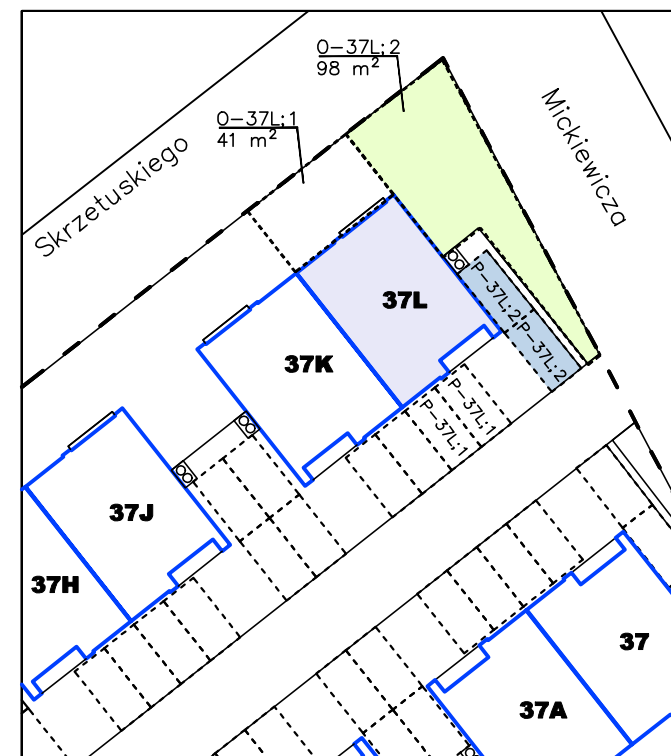 O-37L;2
98 m²
O-37L;1
41 m²
Skrzetuskiego
Mickiewicza
37L
P-37L;2
P-37L;2
37K
P-37L;1
P-37L;1
37J
37H
37
37A